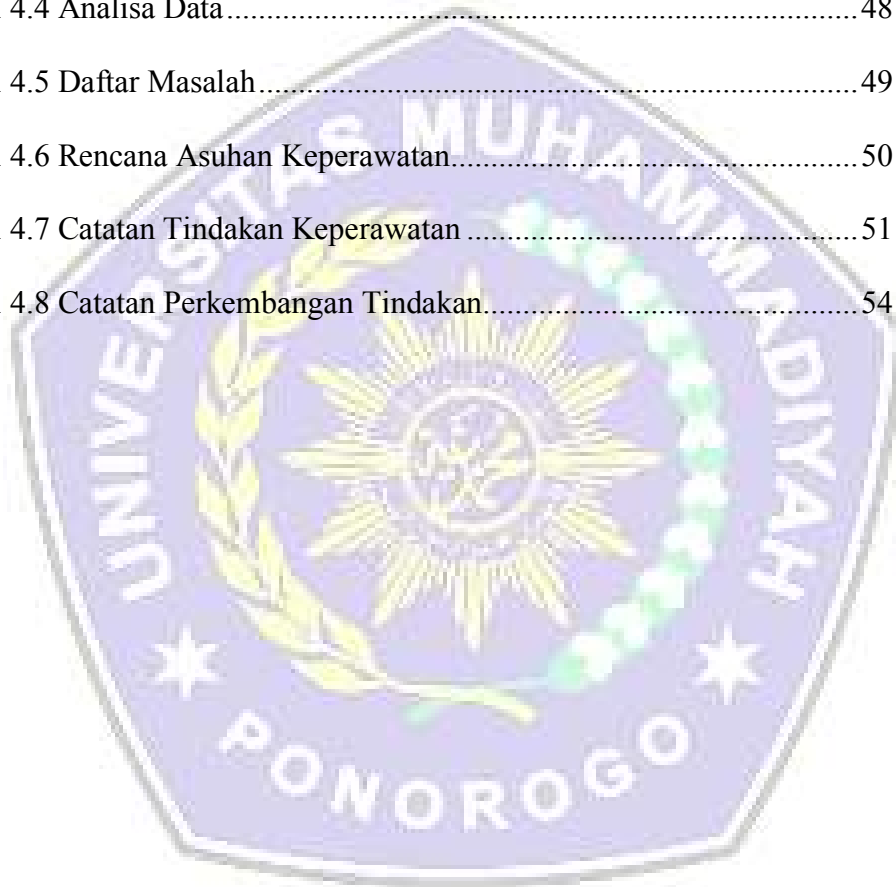 4.4 Analisa Data.....................................................................................48
4.5 Daftar Masalah.................................................................................49
4.6 Rencana Asuhan Keperawatan........................................................50
4.7 Catatan Tindakan Keperawatan ......................................................51
4.8 Catatan Perkembangan Tindakan....................................................54
UNIVERSITAS MUHAMMADIYAH
PONOROGO